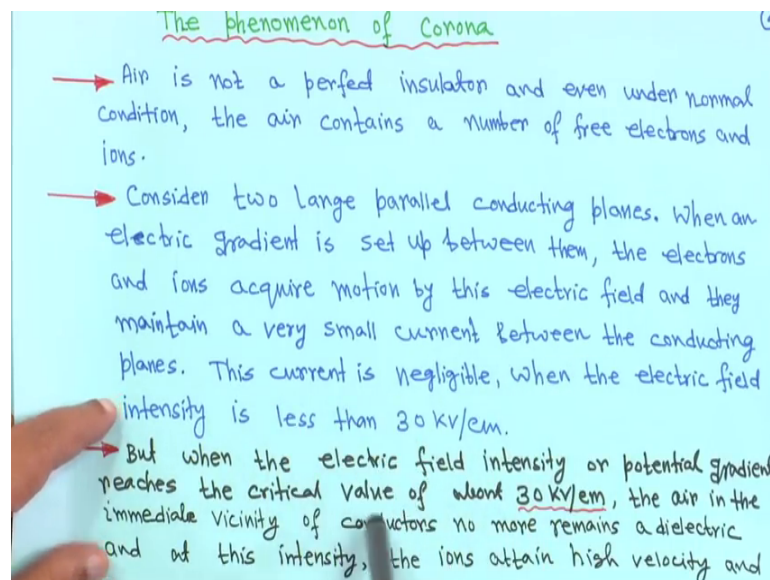 The phenomenon of Corona
Air is not a perfect insulator and even under normal
condition, the air contains a number of free electrons and
ions.
Consider two large parallel conducting planes. When an
electric gradient is set up between them, the electrons
and ions acquire motion by this electric field and they
maintain a very small current between the conducting
planes. This current is negligible, when the electric field
intensity is less than 30 kV/cm.
But when the electric field intensity or potential gradient
reaches the critical value of about 30 kV/cm, the air in the
immediate vicinity of conductors no more remains a dielectric
and at this intensity, the ions attain high velocity and